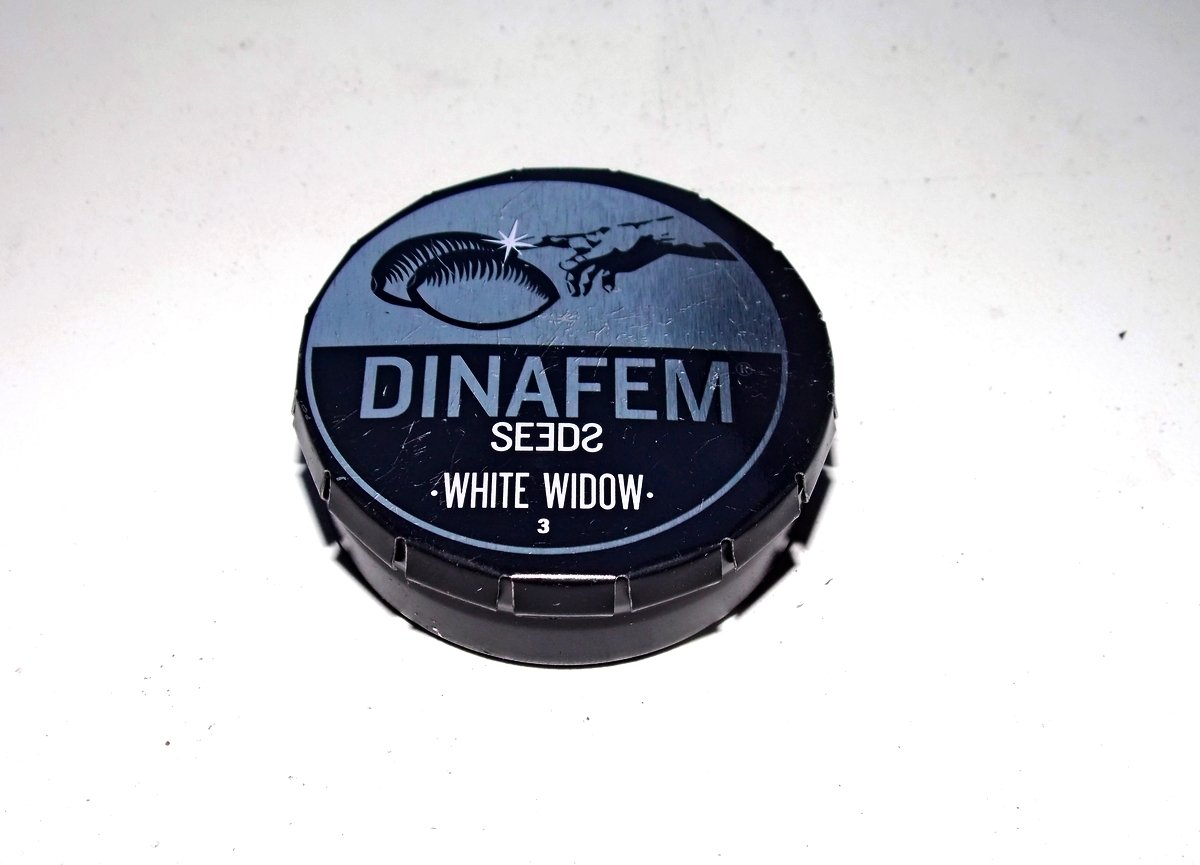 DINAFEM®
SEEDS
·WHITE WIDOW·
3